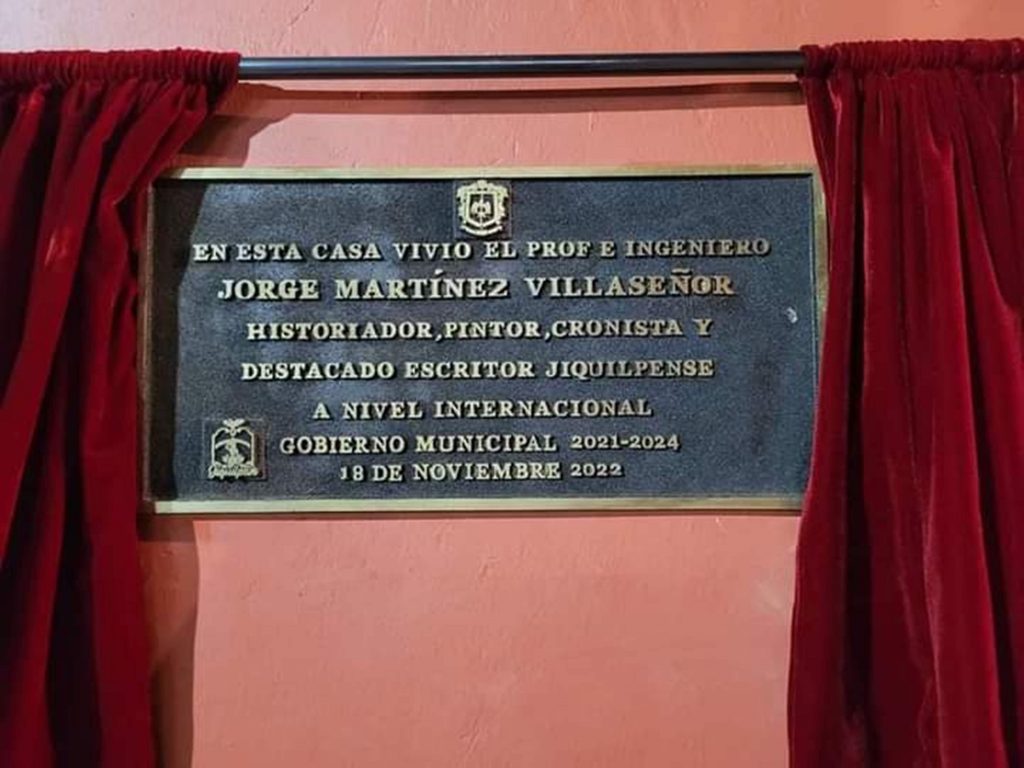 EN ESTA CASA VIVIO EL PROF E INGENIERO
JORGE MARTÍNEZ VILLASEÑOR
HISTORIADOR,PINTOR,CRONISTA Y
DESTACADO ESCRITOR JIQUILPENSE
A NIVEL INTERNACIONAL
GOBIERNO MUNICIPAL 2021-2024
18 DE NOVIEMBRE 2022